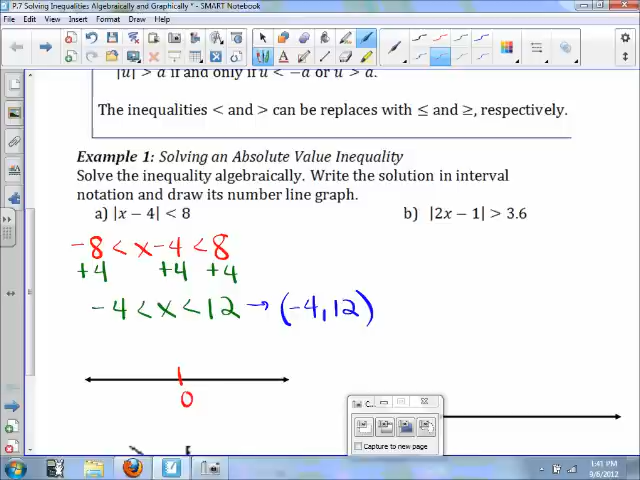 P.7 Solving Inequalities Algebraically and Graphically * - SMART Notebook
File Edit View Insert Format Draw Help
|u| > a if and only if u < −a or u > a.
The inequalities < and > can be replaces with ≤ and ≥, respectively.
Example 1: Solving an Absolute Value Inequality
Solve the inequality algebraically. Write the solution in interval
notation and draw its number line graph.
a) |x − 4| < 8
b) |2x − 1| > 3.6
-8 < x -4 < 8
+4 +4 +4
-4 < x < 12 → (-4, 12)
0
C...
Capture to new page
1:41 PM
9/6/2012